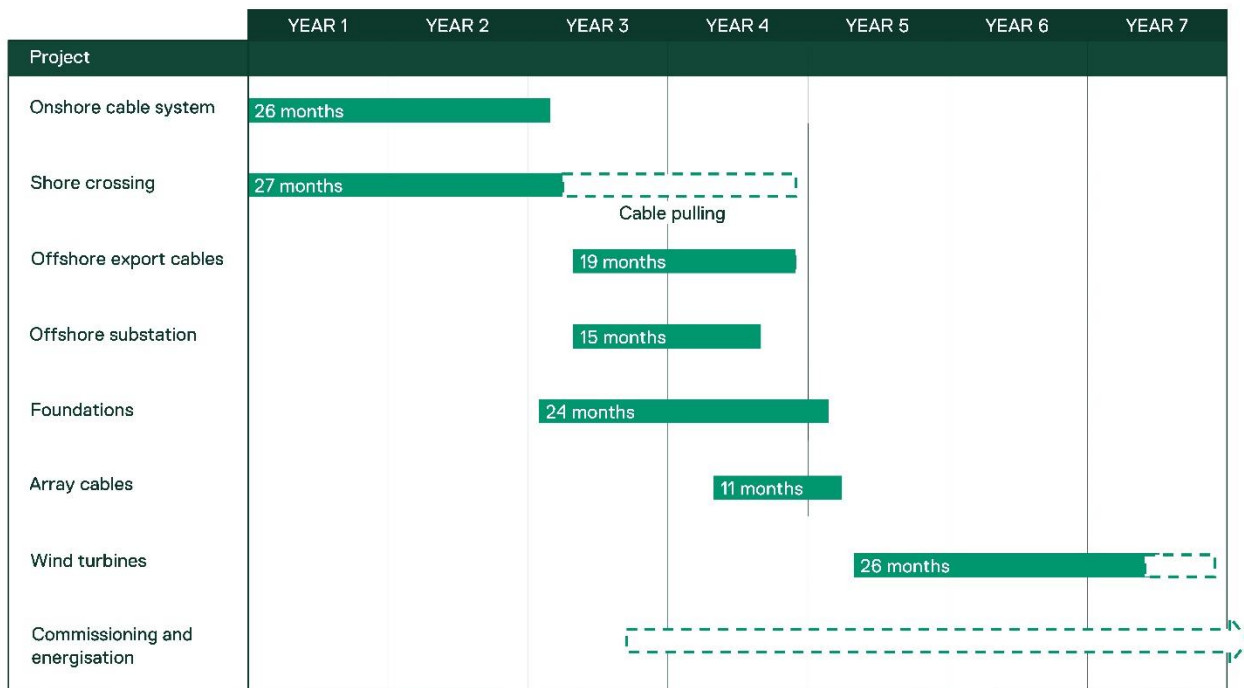 YEAR 1 YEAR 2 YEAR 3 YEAR 4 YEAR 5 YEAR 6 YEAR 7
Project
Onshore cable system 26 months
Shore crossing 27 months
Cable pulling
Offshore export cables 19 months
Offshore substation 15 months
Foundations 24 months
Array cables 11 months
Wind turbines 26 months
Commissioning and
energisation